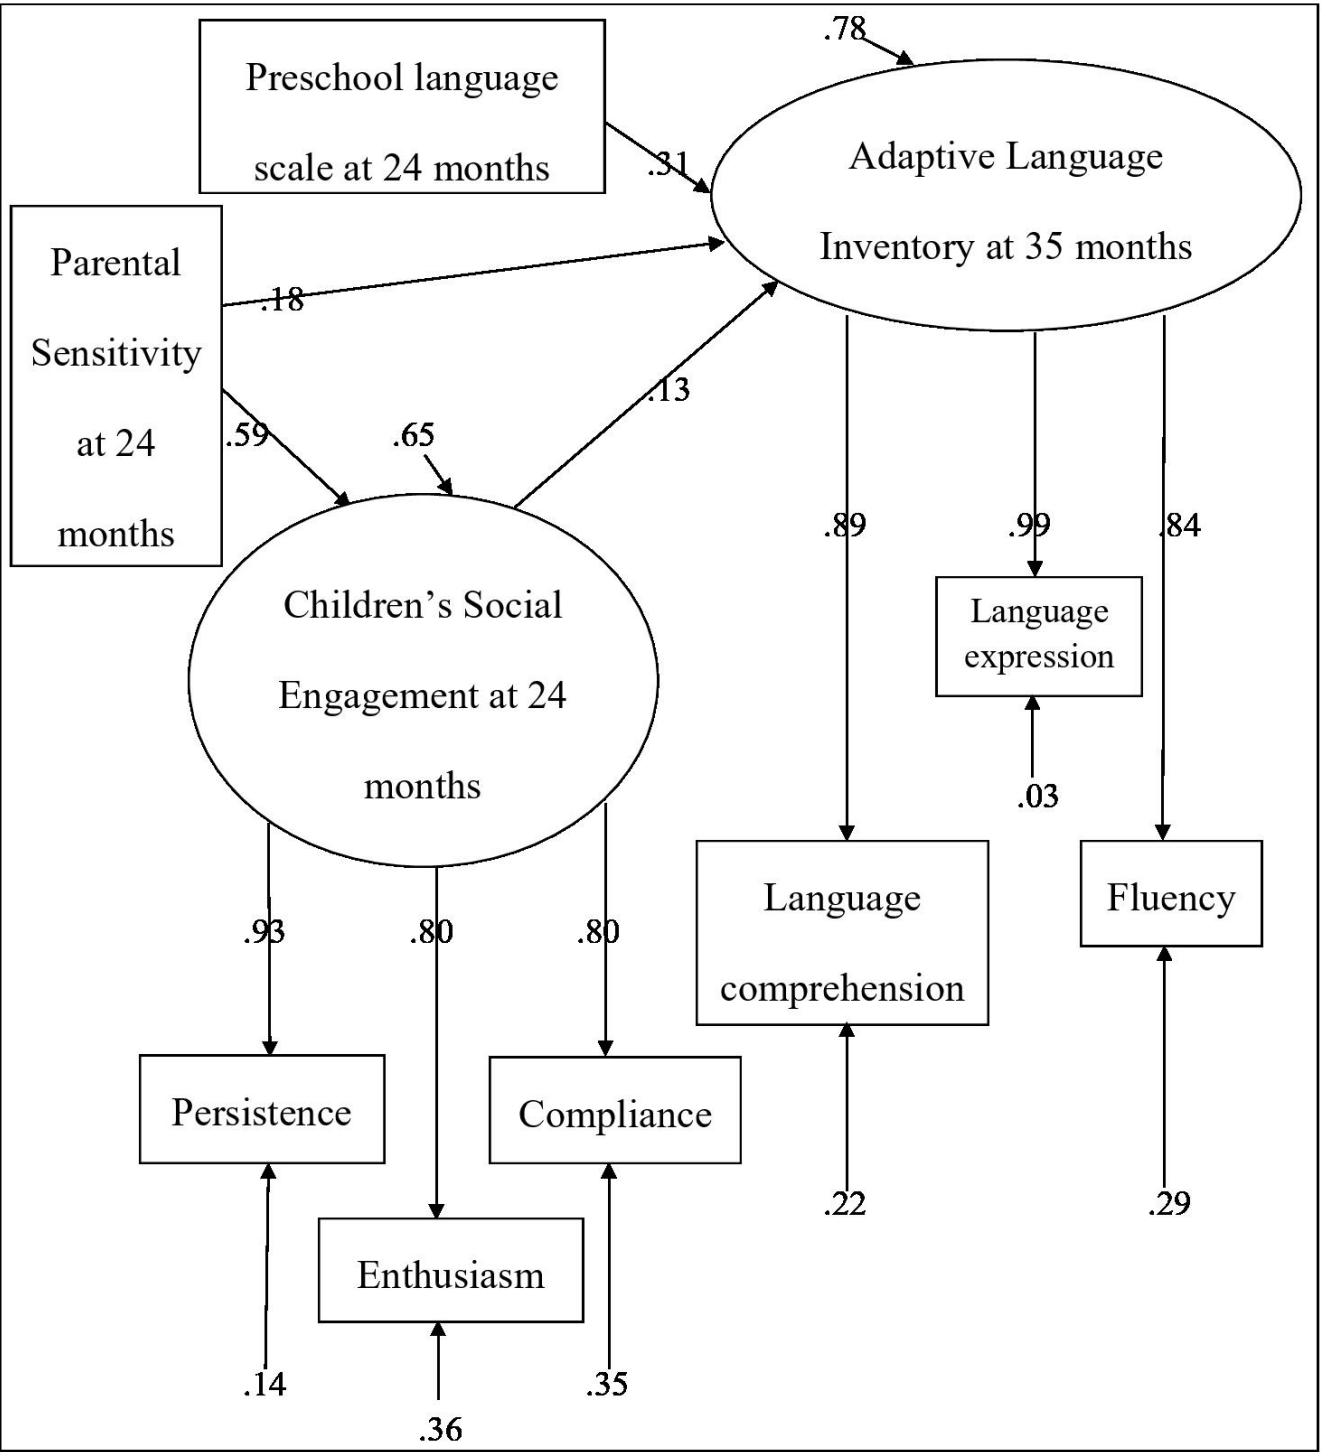 .78
Preschool language
scale at 24 months
.31
Adaptive Language
Inventory at 35 months
Parental
Sensitivity
at 24
months
.18
.59
.65
.13
Children’s Social
Engagement at 24
months
.89
.99
.84
Language
expression
.03
Language
comprehension
Fluency
.93
.80
.80
Persistence
Compliance
Enthusiasm
.22
.29
.14
.36
.35